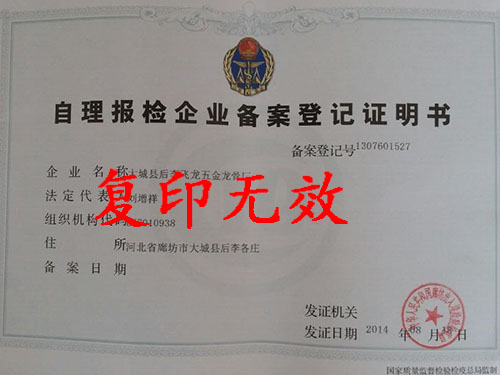 自理报检企业备案登记证明书
备案登记号1307601527
企业名称大城县后李飞龙五金龙骨厂
法定代表 刘增祥
组织机构代码 7010938
住所河北省廊坊市大城县后李各庄
备案日期
复印无效
发证机关
发证日期 2014 年 08 月 18 日
国家质量监督检验检疫总局监制